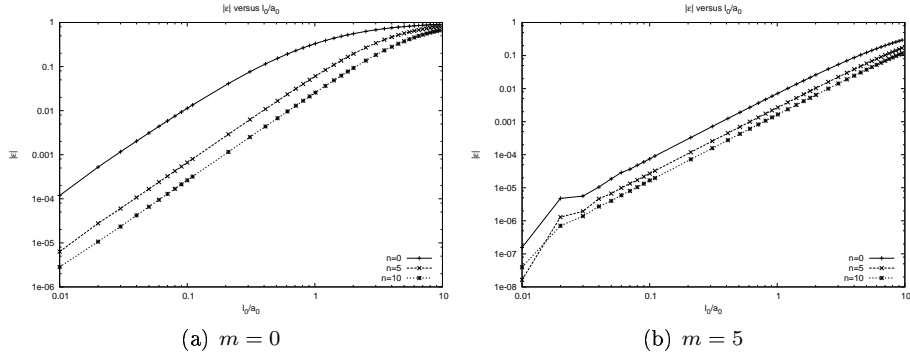 |ε| versus l₀/a₀
1
0.1
0.01
0.001
1e-04
1e-05
1e-06
|ε|
0.01
0.1
1
10
l₀/a₀
n=0
n=5
n=10
(a) m = 0
|ε| versus l₀/a₀
1
0.1
0.01
0.001
1e-04
1e-05
1e-06
1e-07
1e-08
|ε|
0.01
0.1
1
10
l₀/a₀
n=0
n=5
n=10
(b) m = 5